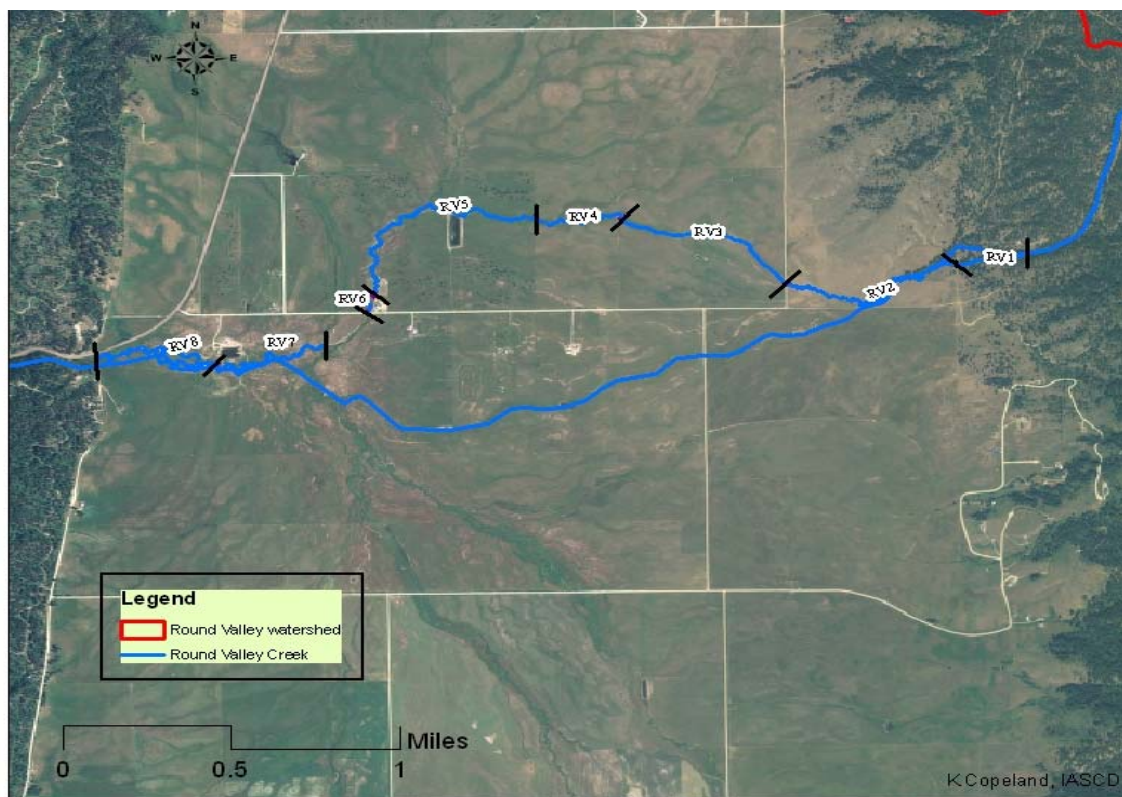 N
W E
S
RV5
RV4
RV3
RV1
RV2
RV6
RV8
RV7
Legend
Round Valley watershed
Round Valley Creek
Miles
0 0.5 1
K.Copeland, IASCD